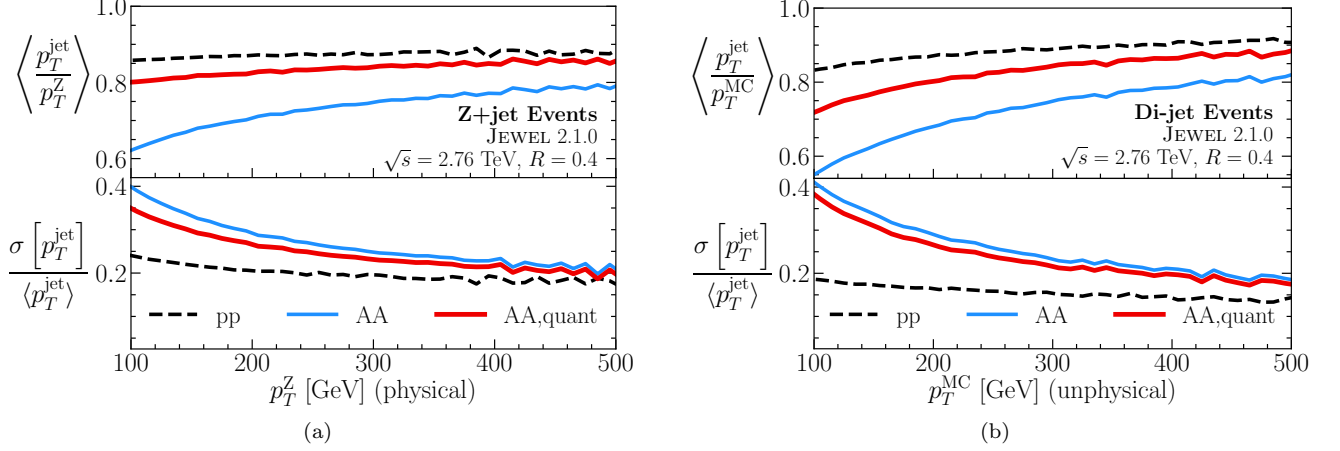 1.0
⟨ p_T^jet / p_T^Z ⟩
0.8
Z+jet Events
JEWEL 2.1.0
√s = 2.76 TeV, R = 0.4
0.6
0.4
σ [p_T^jet] / ⟨p_T^jet⟩
0.2
pp AA AA,quant
100 200 300 400 500
p_T^Z [GeV] (physical)
(a)
1.0
⟨ p_T^jet / p_T^MC ⟩
0.8
Di-jet Events
JEWEL 2.1.0
√s = 2.76 TeV, R = 0.4
0.6
0.4
σ [p_T^jet] / ⟨p_T^jet⟩
0.2
pp AA AA,quant
100 200 300 400 500
p_T^MC [GeV] (unphysical)
(b)